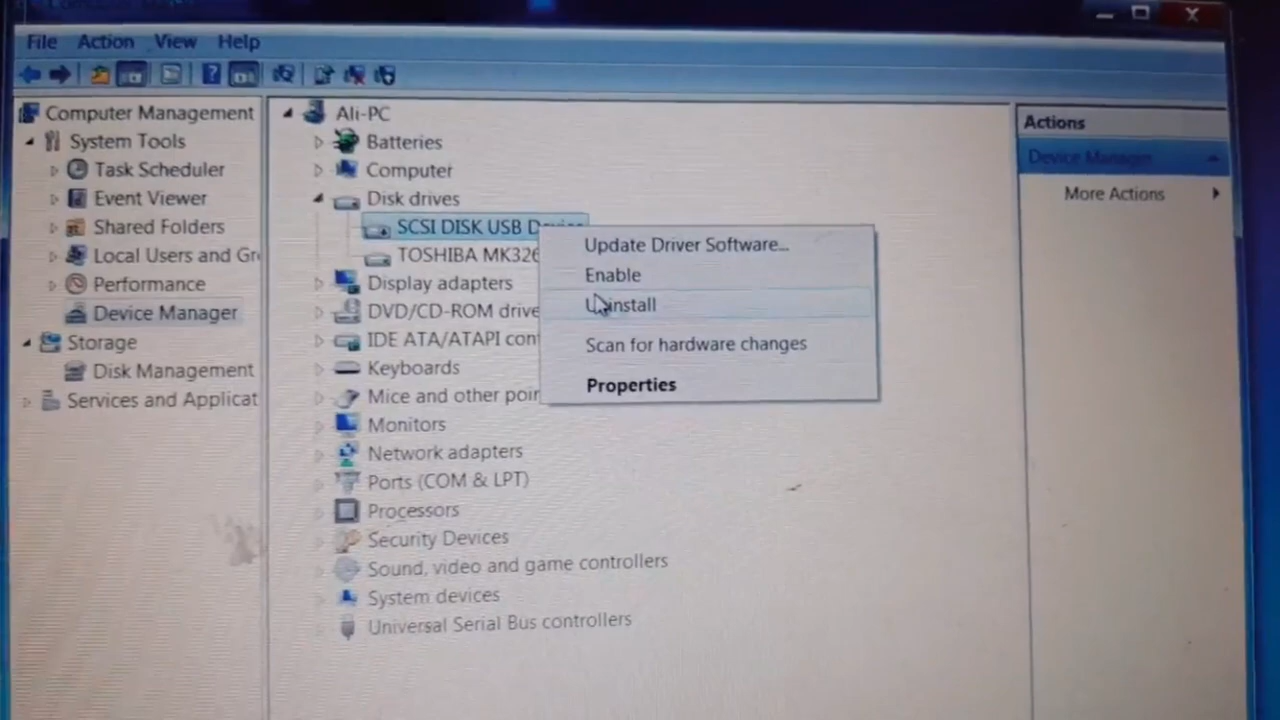 File Action View Help
Computer Management
System Tools
Task Scheduler
Event Viewer
Shared Folders
Local Users and Gr
Performance
Device Manager
Storage
Disk Management
Services and Applicat
Ali-PC
Batteries
Computer
Disk drives
SCSI DISK USB Device
TOSHIBA MK326
Display adapters
DVD/CD-ROM drive
IDE ATA/ATAPI cont
Keyboards
Mice and other poin
Monitors
Network adapters
Ports (COM & LPT)
Processors
Security Devices
Sound, video and game controllers
System devices
Universal Serial Bus controllers
Update Driver Software...
Enable
Uninstall
Scan for hardware changes
Properties
Actions
Device Manager
More Actions